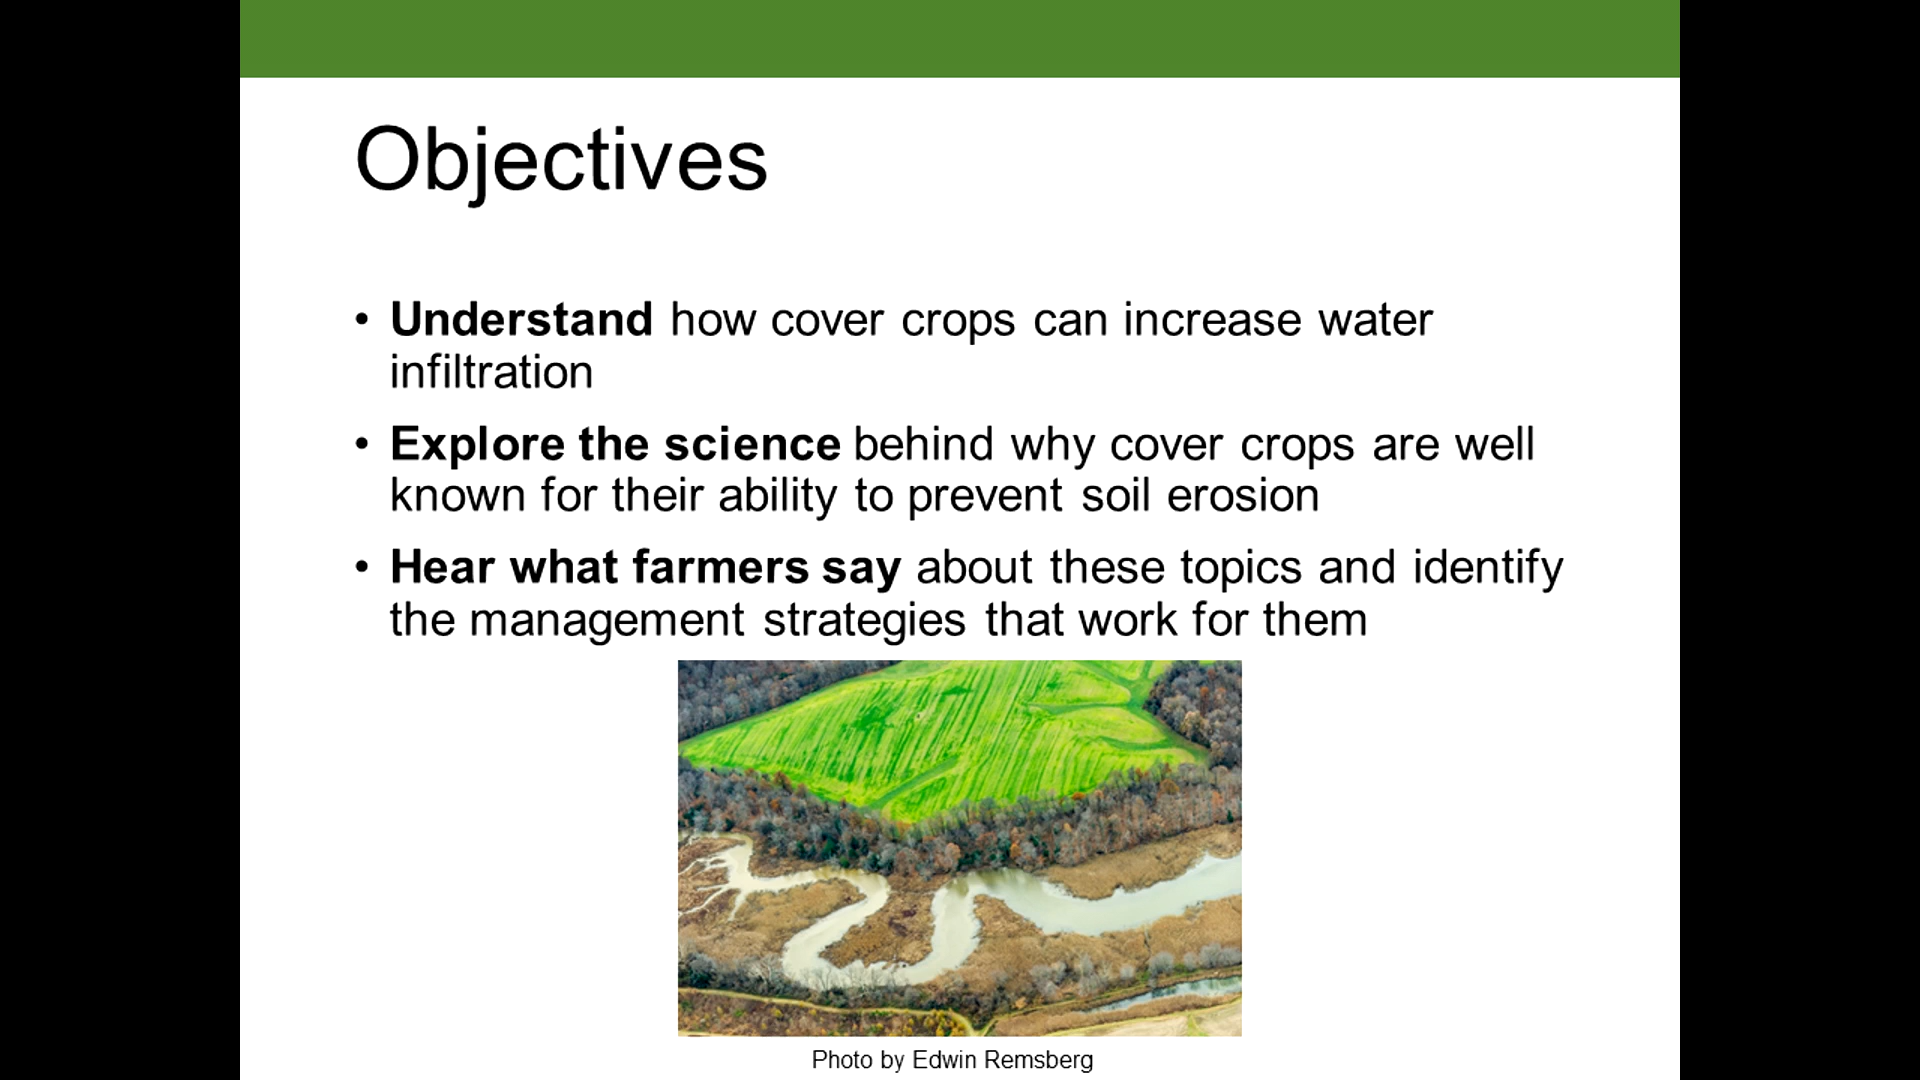 Objectives
• Understand how cover crops can increase water
infiltration
• Explore the science behind why cover crops are well
known for their ability to prevent soil erosion
• Hear what farmers say about these topics and identify
the management strategies that work for them
Photo by Edwin Remsberg